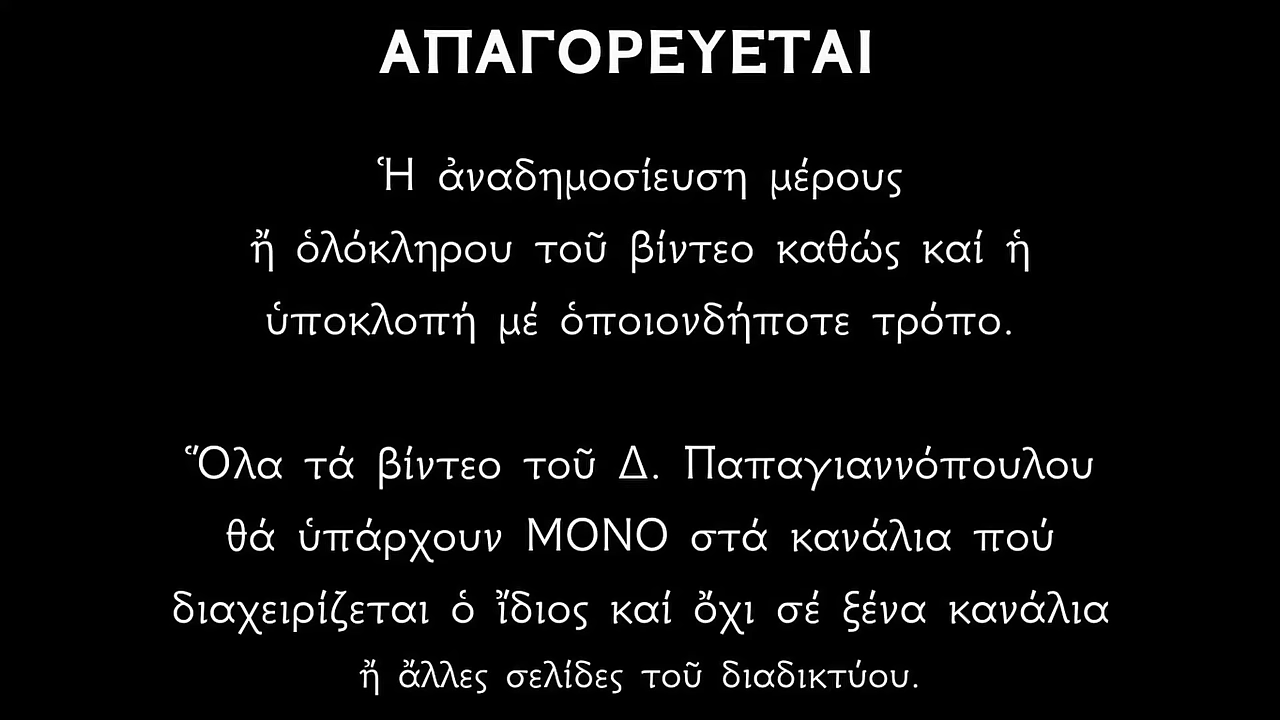 ΑΠΑΓΟΡΕΥΕΤΑΙ
Ἡ ἀναδημοσίευση μέρους
ἤ ὁλόκληρου τοῦ βίντεο καθώς καί ἡ
ὑποκλοπή μέ ὁποιονδήποτε τρόπο.
Ὅλα τά βίντεο τοῦ Δ. Παπαγιαννόπουλου
θά ὑπάρχουν ΜΟΝΟ στά κανάλια πού
διαχειρίζεται ὁ ἴδιος καί ὄχι σέ ξένα κανάλια
ἤ ἄλλες σελίδες τοῦ διαδικτύου.